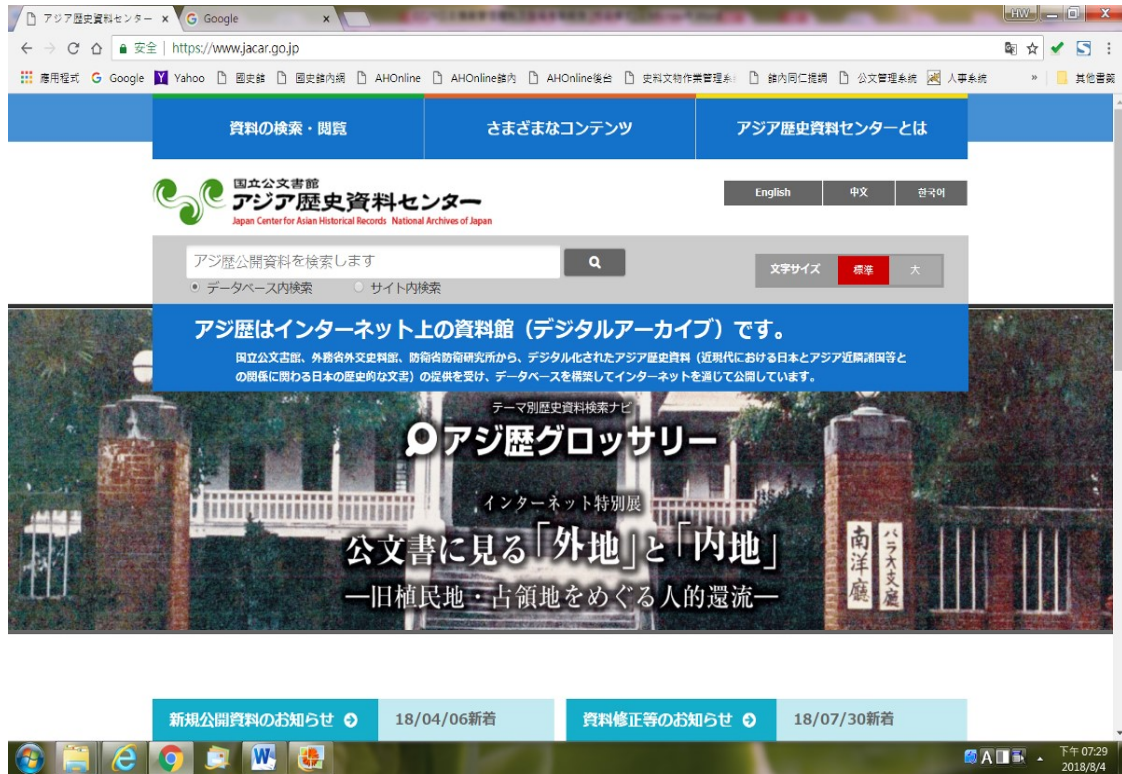 アジア歴史資料センター
Google
HW
安全 | https://www.jacar.go.jp
應用程式 Google Yahoo 國史館 國史館內網 AHOnline AHOnline館內 AHOnline後台 史料文物作業管理系 館內同仁提調 公文管理系統 人事系統 » 其他書籤
資料の検索・閲覧 さまざまなコンテンツ アジア歴史資料センターとは
国立公文書館
アジア歴史資料センター
Japan Center for Asian Historical Records National Archives of Japan
English 中文 한국어
アジ歴公開資料を検索します
データベース内検索 サイト内検索
文字サイズ 標準 大
アジ歴はインターネット上の資料館（デジタルアーカイブ）です。
国立公文書館、外務省外交史料館、防衛省防衛研究所から、デジタル化されたアジア歴史資料（近現代における日本とアジア近隣諸国等と
の関係に関わる日本の歴史的な文書）の提供を受け、データベースを構築してインターネットを通じて公開しています。
テーマ別歴史資料検索ナビ
アジ歴グロッサリー
インターネット特別展
公文書に見る「外地」と「内地」
―旧植民地・占領地をめぐる人的還流―
南洋廳
パラオ支廳
新規公開資料のお知らせ 18/04/06新着
資料修正等のお知らせ 18/07/30新着
A
下午 07:29
2018/8/4